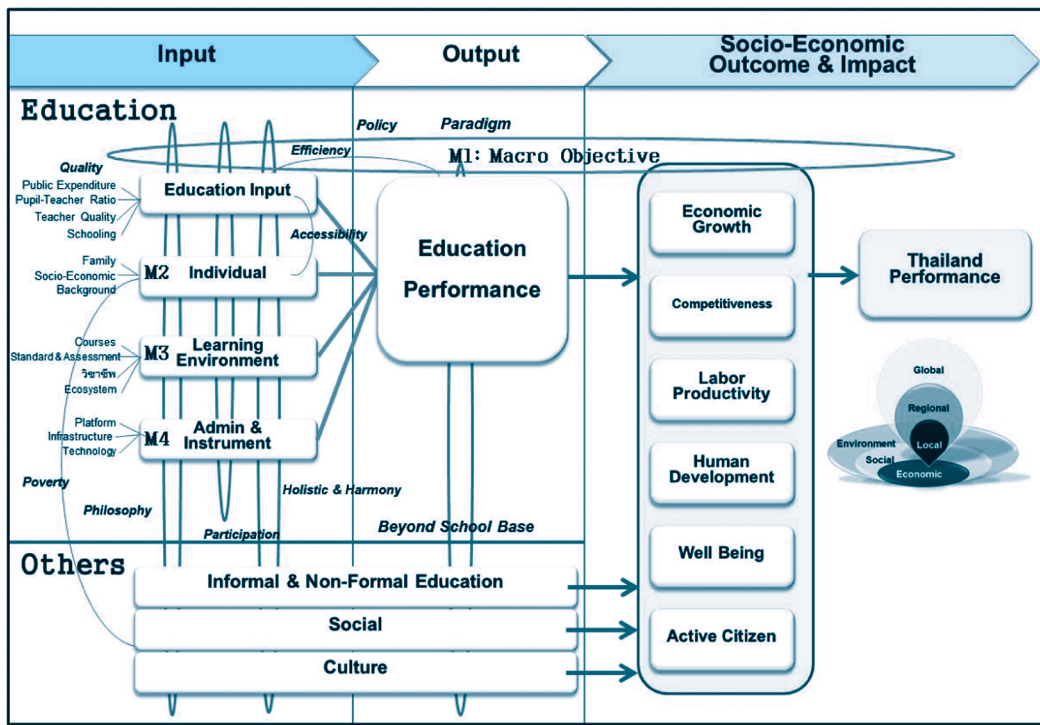 Input
Output
Socio-Economic
Outcome & Impact
Education
Policy
Paradigm
Efficiency
M1: Macro Objective
Quality
Public Expenditure
Pupil-Teacher Ratio
Teacher Quality
Schooling
Education Input
Accessibility
Family
Socio-Economic
Background
M2
Individual
Courses
Standard & Assessment
วิชาชีพ
Ecosystem
M3
Learning
Environment
Platform
Infrastructure
Technology
M4
Admin &
Instrument
Education
Performance
Economic
Growth
Competitiveness
Labor
Productivity
Human
Development
Well Being
Active Citizen
Thailand
Performance
Global
Regional
Local
Environment
Social
Economic
Poverty
Philosophy
Participation
Holistic & Harmony
Beyond School Base
Others
Informal & Non-Formal Education
Social
Culture